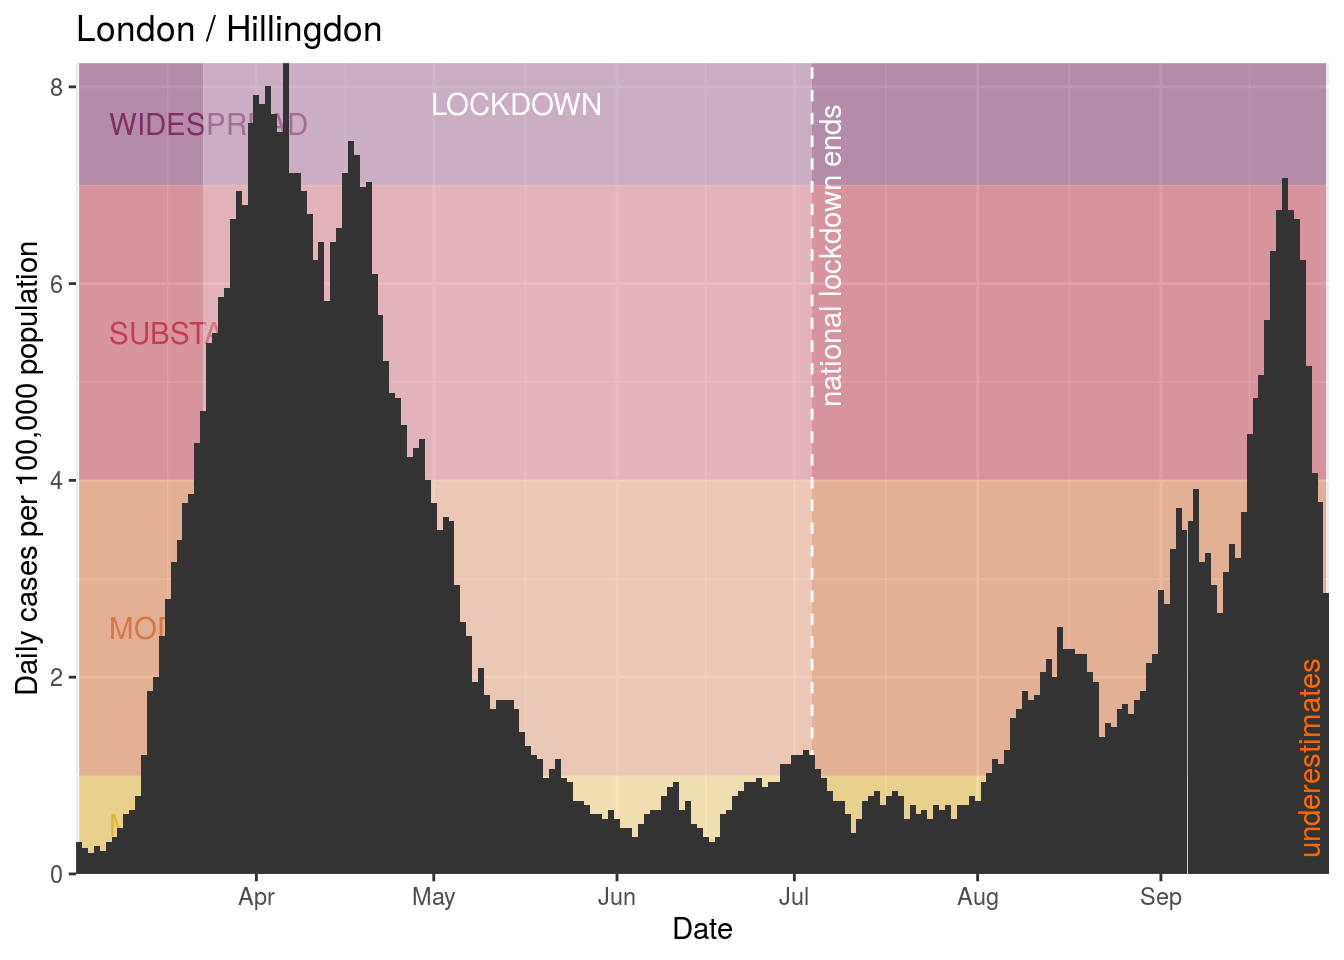 London / Hillingdon
Daily cases per 100,000 population
8
6
4
2
0
WIDESPREAD
LOCKDOWN
national lockdown ends
SUBSTA
MOD
underestimates
Apr
May
Jun
Jul
Aug
Sep
Date